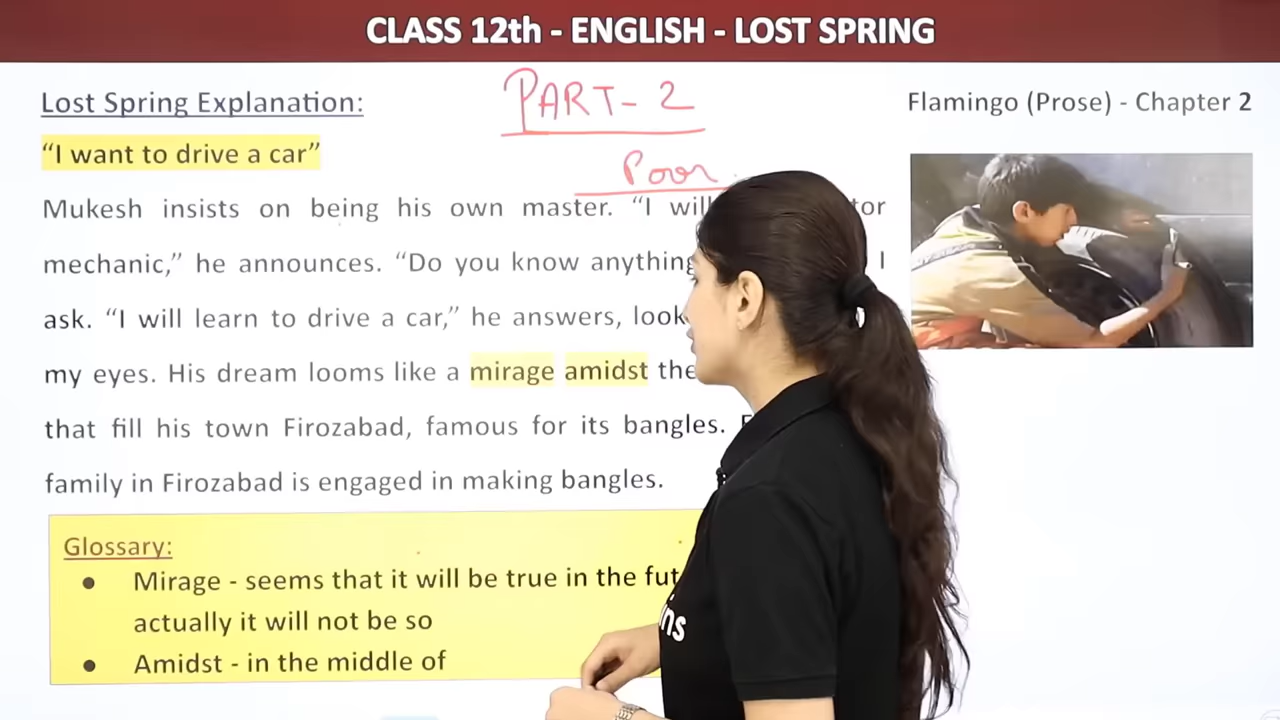 CLASS 12th - ENGLISH - LOST SPRING
Lost Spring Explanation:
PART-2
Flamingo (Prose) - Chapter 2
"I want to drive a car"
Poor
Mukesh insists on being his own master. "I will
mechanic," he announces. "Do you know anything I
ask. "I will learn to drive a car," he answers,
my eyes. His dream looms like a mirage amidst the
that fill his town Firozabad, famous for its bangles.
family in Firozabad is engaged in making bangles.
Glossary:
● Mirage - seems that it will be true in the
actually it will not be so
● Amidst - in the middle of